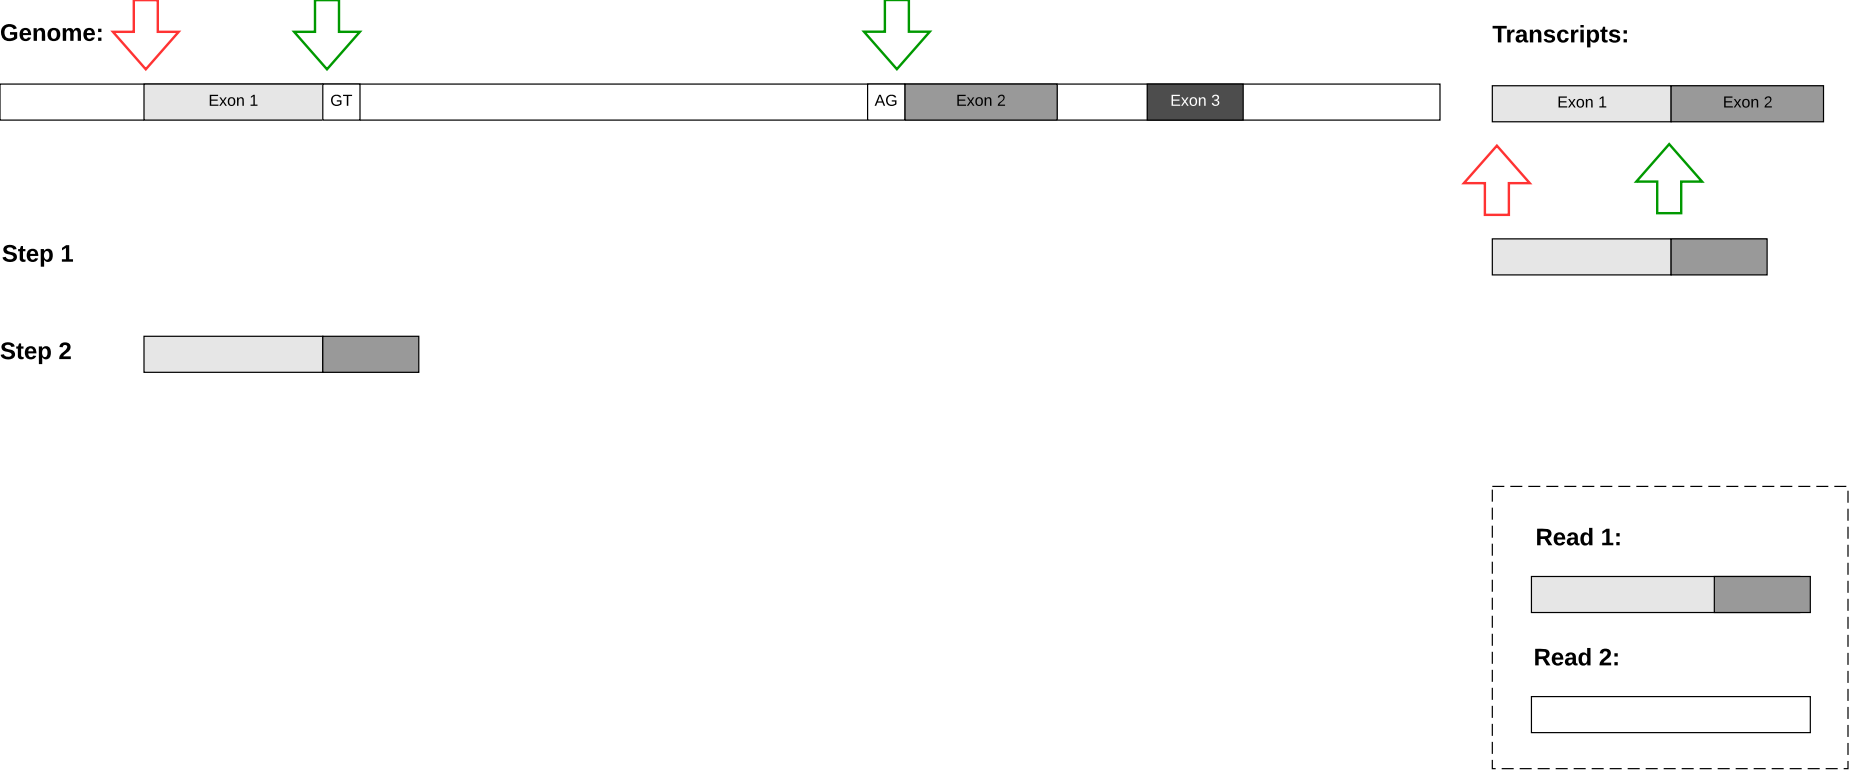 Genome:
Transcripts:
Exon 1
GT
AG
Exon 2
Exon 3
Exon 1
Exon 2
Step 1
Step 2
Read 1:
Read 2: